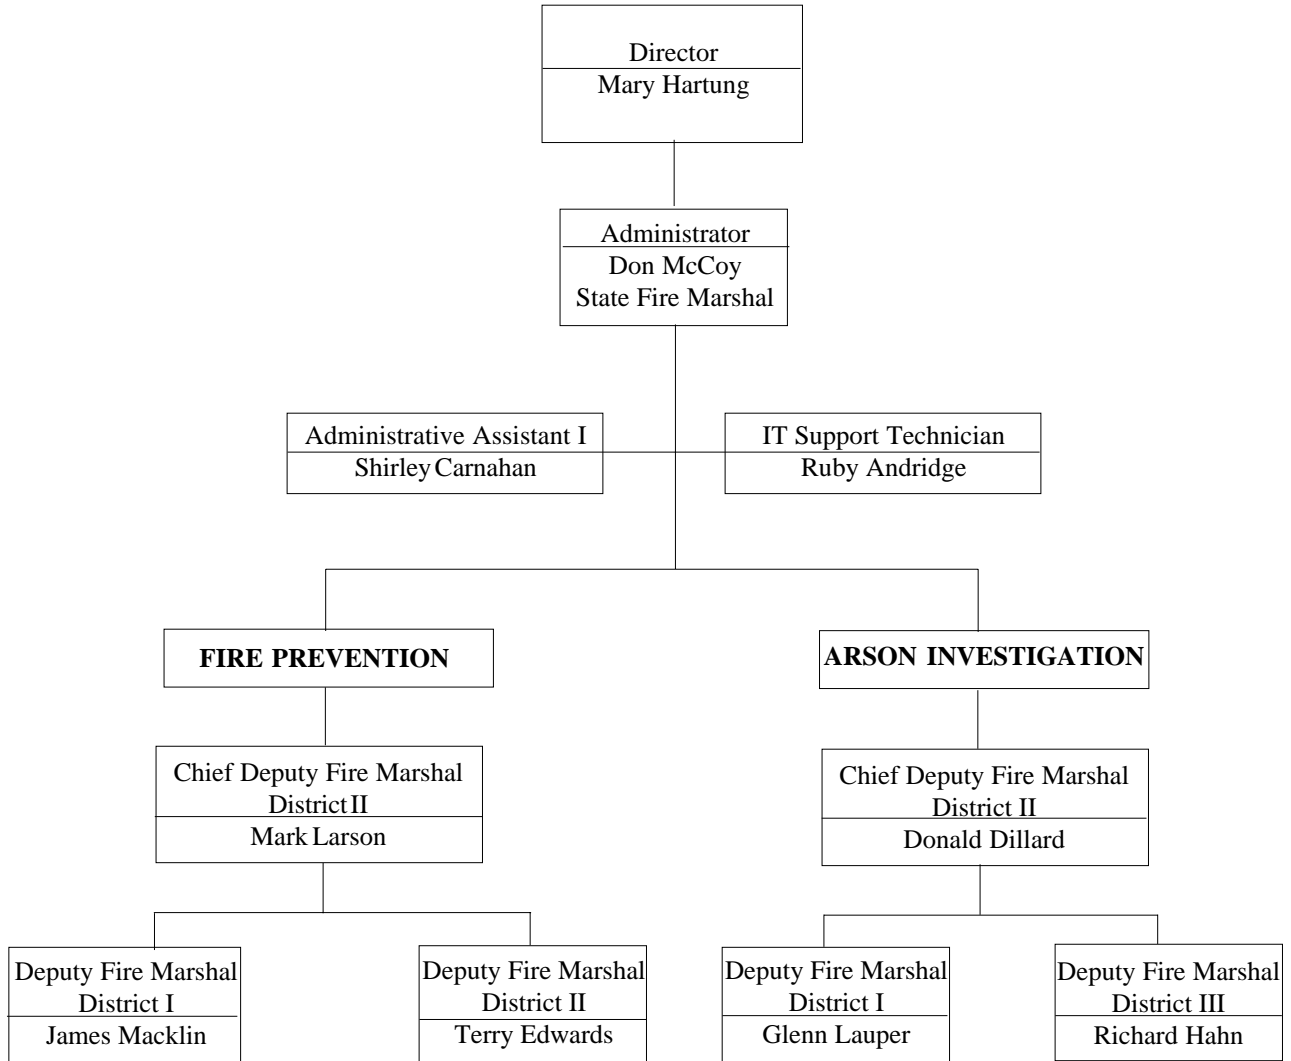 Director
Mary Hartung
Administrator
Don McCoy
State Fire Marshal
Administrative Assistant I
Shirley Carnahan
IT Support Technician
Ruby Andridge
FIRE PREVENTION
ARSON INVESTIGATION
Chief Deputy Fire Marshal
District II
Mark Larson
Chief Deputy Fire Marshal
District II
Donald Dillard
Deputy Fire Marshal
District I
James Macklin
Deputy Fire Marshal
District II
Terry Edwards
Deputy Fire Marshal
District I
Glenn Lauper
Deputy Fire Marshal
District III
Richard Hahn